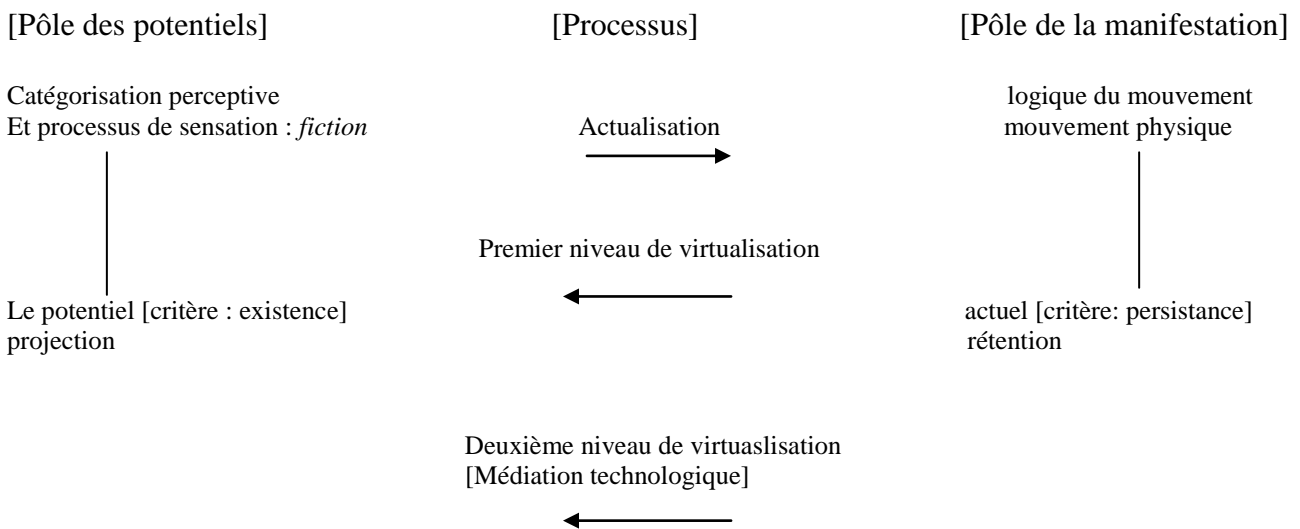 [Pôle des potentiels] [Processus] [Pôle de la manifestation]
Catégorisation perceptive logique du mouvement
Et processus de sensation : fiction Actualisation mouvement physique
Premier niveau de virtualisation
Le potentiel [critère : existence] actuel [critère: persistance]
projection rétention
Deuxième niveau de virtuaslisation
[Médiation technologique]